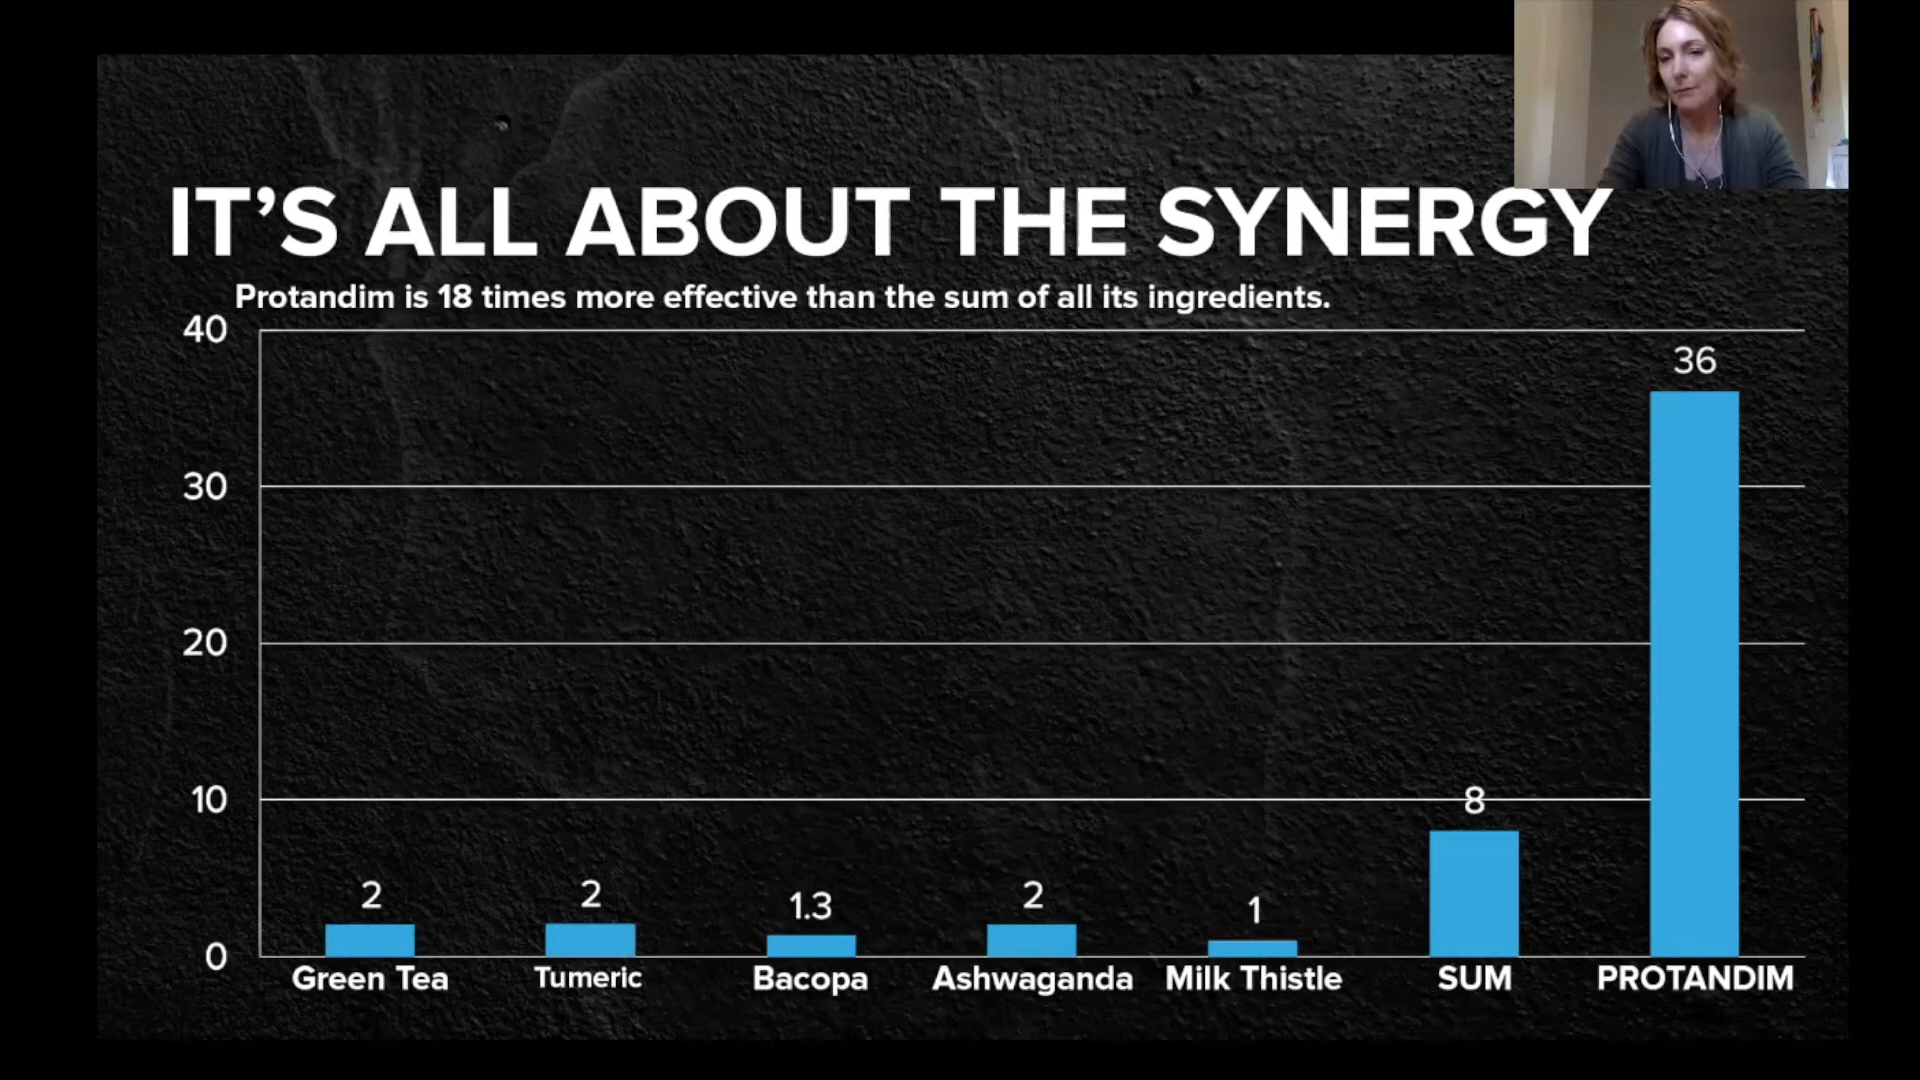 IT'S ALL ABOUT THE SYNERGY
Protandim is 18 times more effective than the sum of all its ingredients.
40
36
30
20
10
8
2 2 1.3 2 1
0
Green Tea Tumeric Bacopa Ashwaganda Milk Thistle SUM PROTANDIM